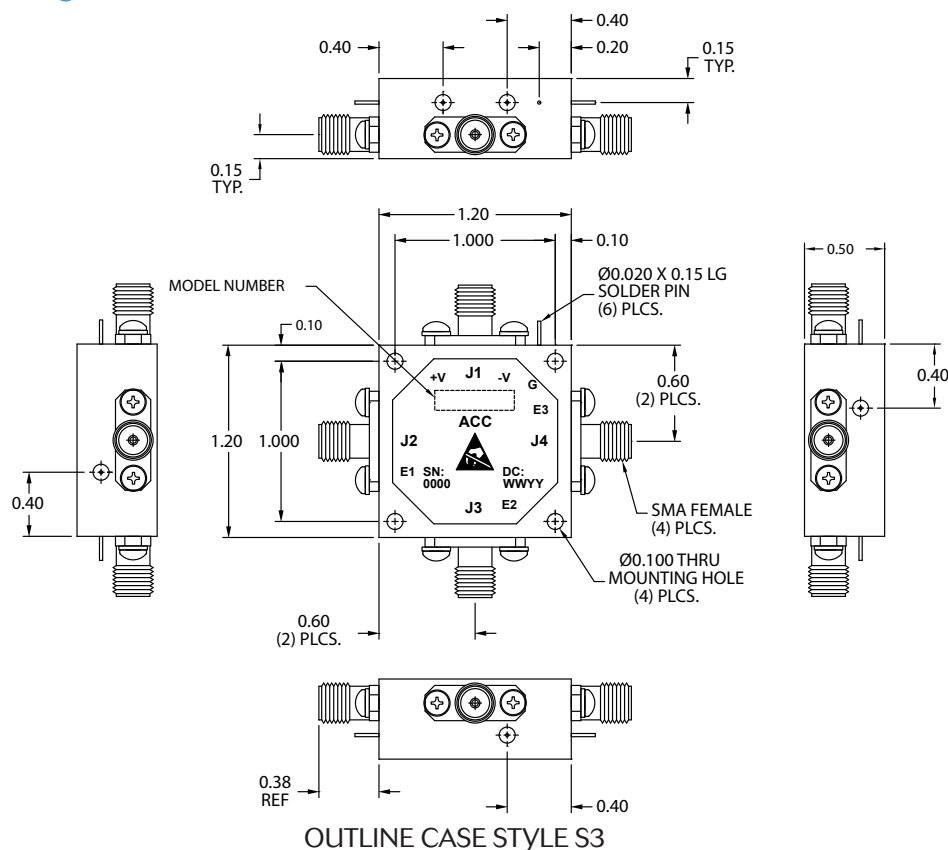 0.40
0.40
0.20
0.15
TYP.
0.15
TYP.
1.20
1.000
0.10
0.50
MODEL NUMBER
Ø0.020 X 0.15 LG
SOLDER PIN
(6) PLCS.
0.10
0.60
(2) PLCS.
0.40
+V J1 -V
G
E3
ACC
J2 J4
1.20 1.000
E1 SN: DC:
0000 WWYY
J3 E2
0.40
SMA FEMALE
(4) PLCS.
Ø0.100 THRU
MOUNTING HOLE
(4) PLCS.
0.60
(2) PLCS.
0.38
REF
0.40
OUTLINE CASE STYLE S3